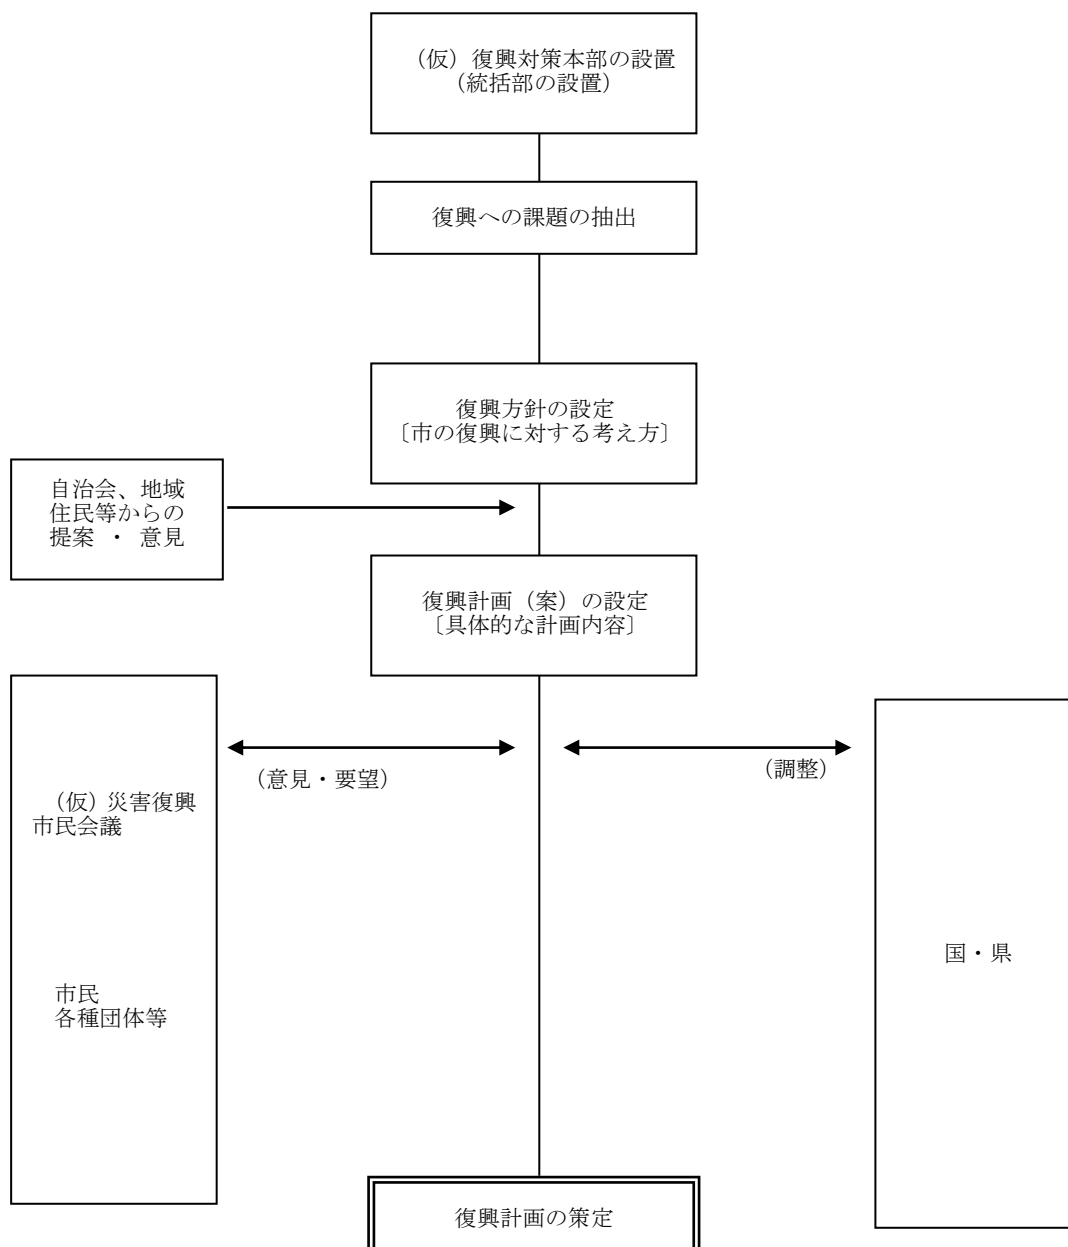 （仮）復興対策本部の設置
（統括部の設置）
復興への課題の抽出
復興方針の設定
〔市の復興に対する考え方〕
自治会、地域
住民等からの
提案 ・ 意見
復興計画（案）の設定
〔具体的な計画内容〕
（意見・要望）
（調整）
（仮）災害復興
市民会議
市民
各種団体等
国・県
復興計画の策定